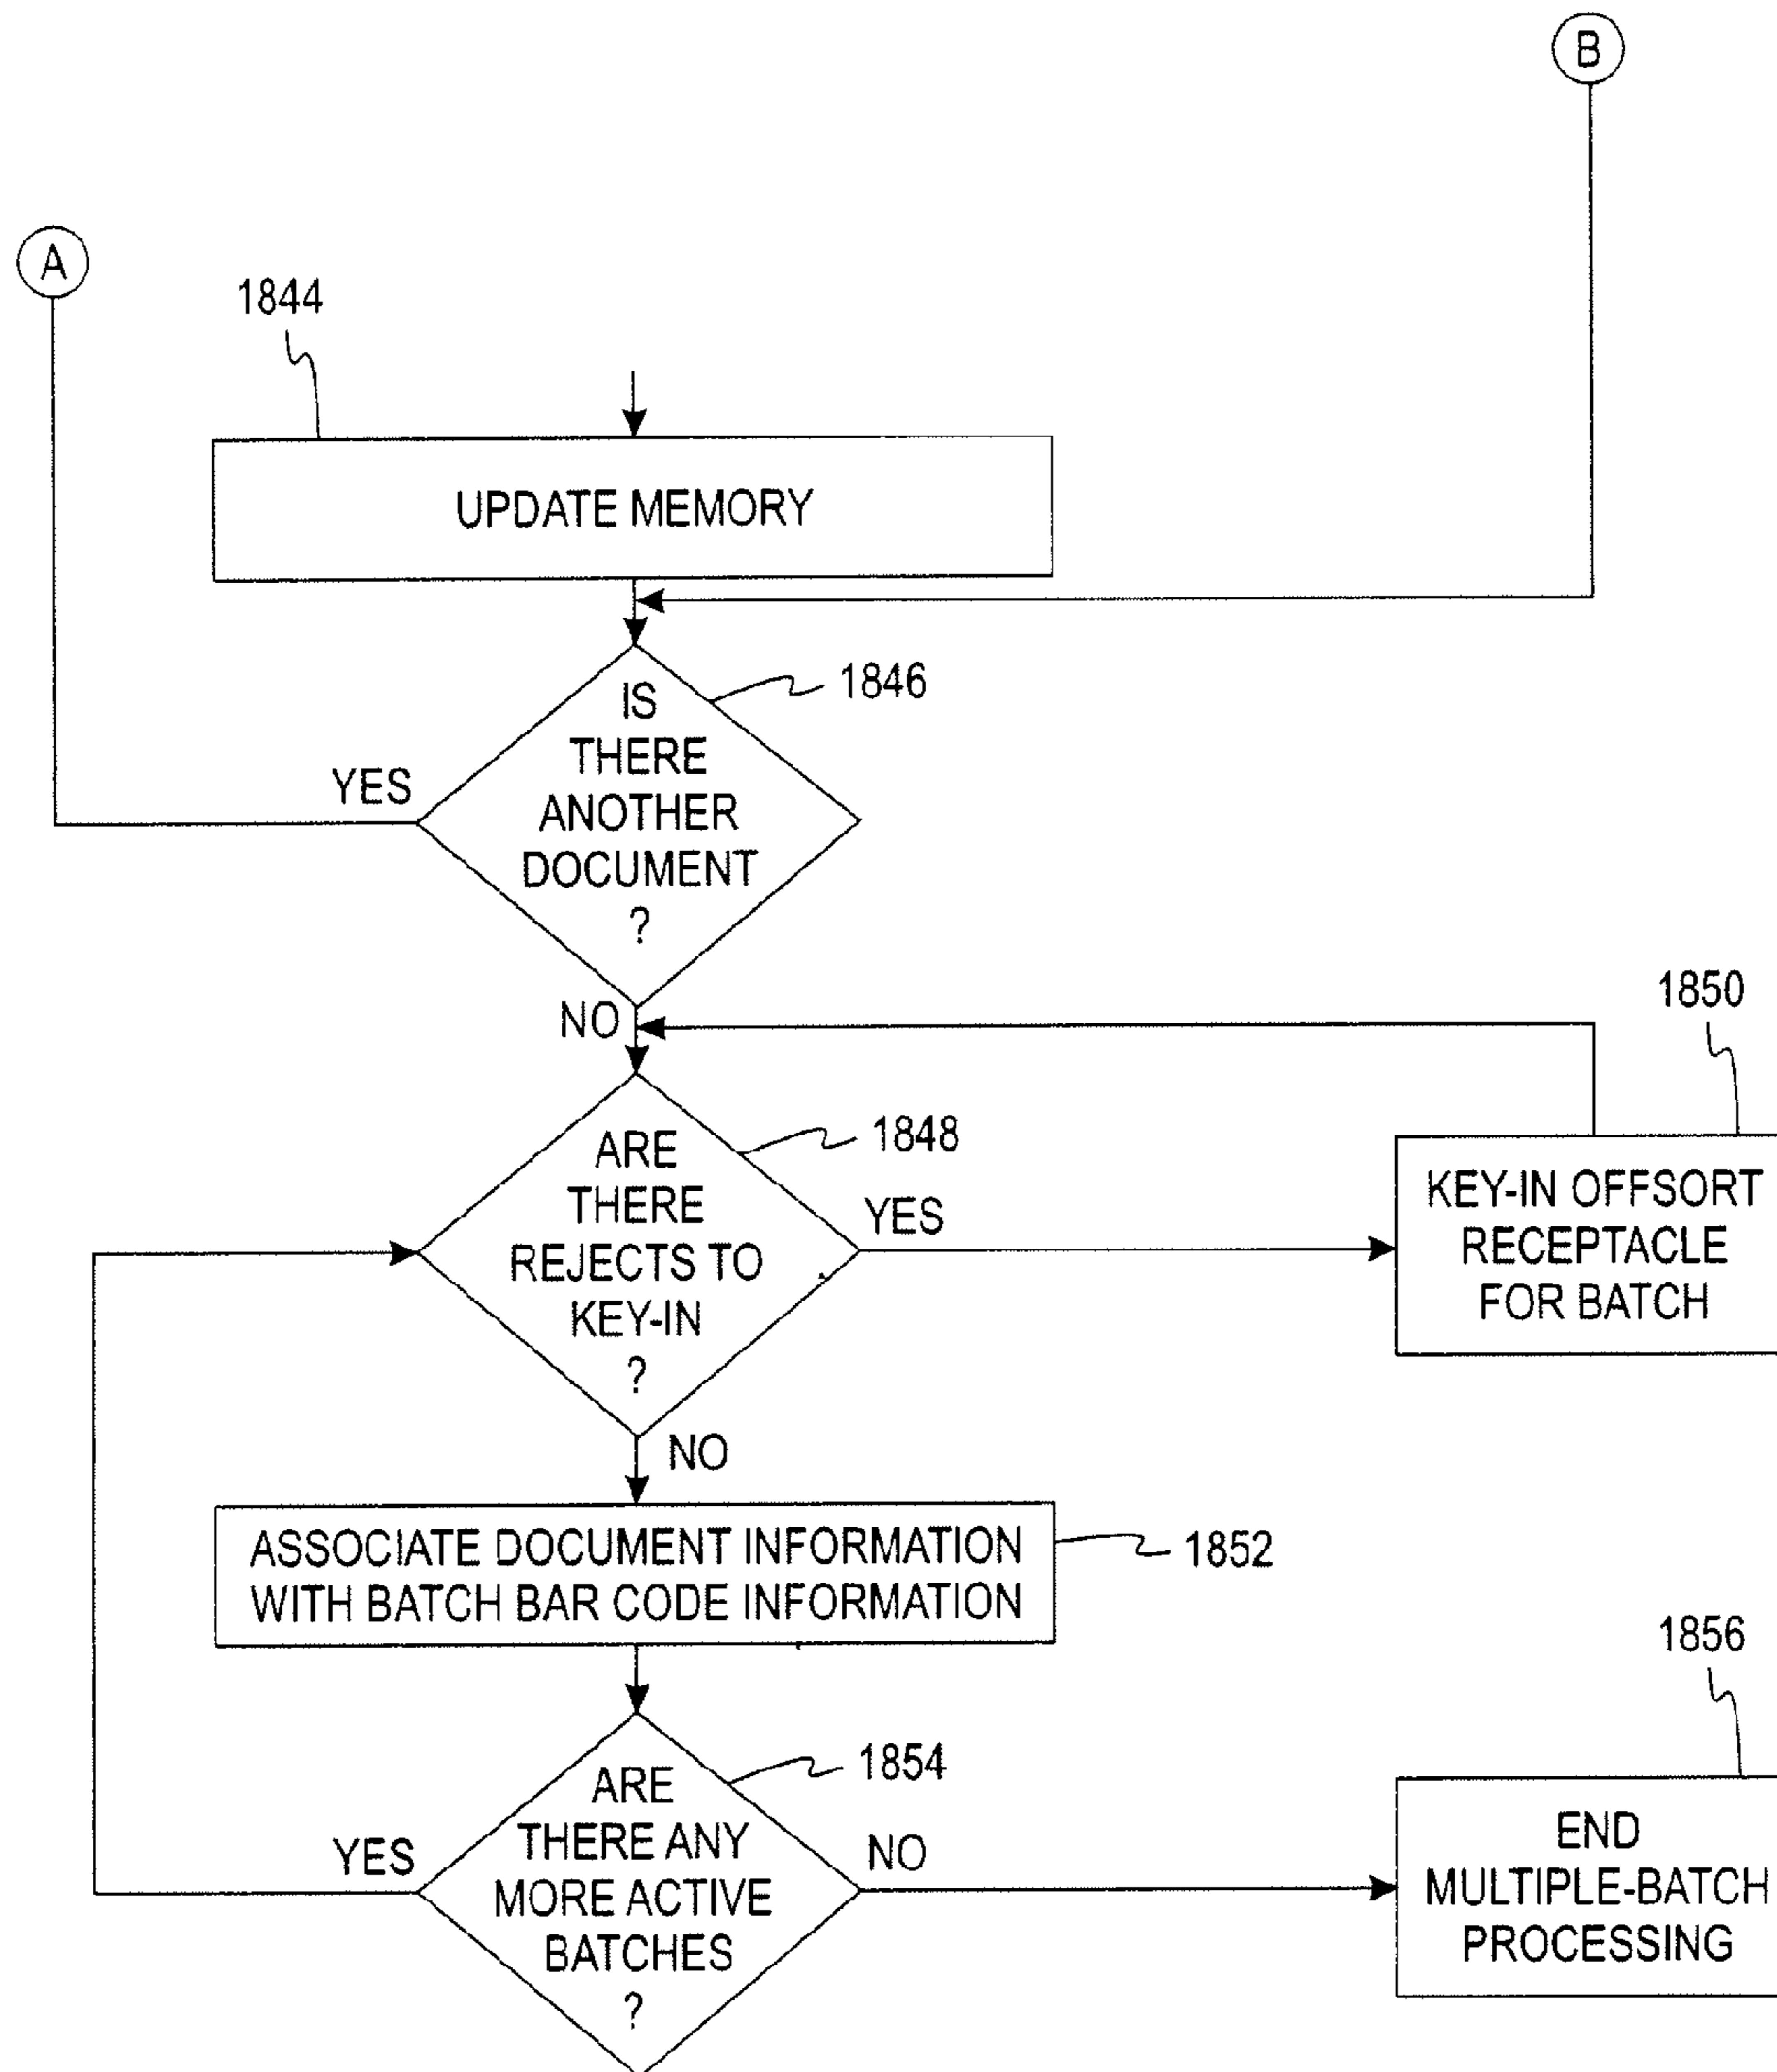 B
A
1844
UPDATE MEMORY
1846
IS
THERE
ANOTHER
DOCUMENT
?
YES
NO
1850
1848
ARE
THERE
REJECTS TO
KEY-IN
?
YES
KEY-IN OFFSORT
RECEPTACLE
FOR BATCH
NO
ASSOCIATE DOCUMENT INFORMATION
WITH BATCH BAR CODE INFORMATION
1852
1856
1854
ARE
THERE ANY
MORE ACTIVE
BATCHES
?
YES
NO
END
MULTIPLE-BATCH
PROCESSING